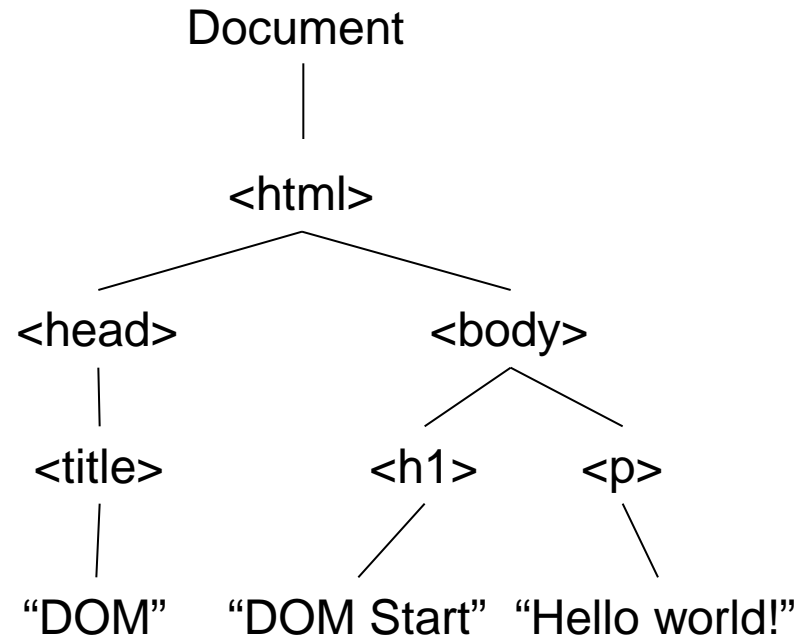 Document
<html>
<head> <body>
<title> <h1> <p>
“DOM” “DOM Start” “Hello world!”